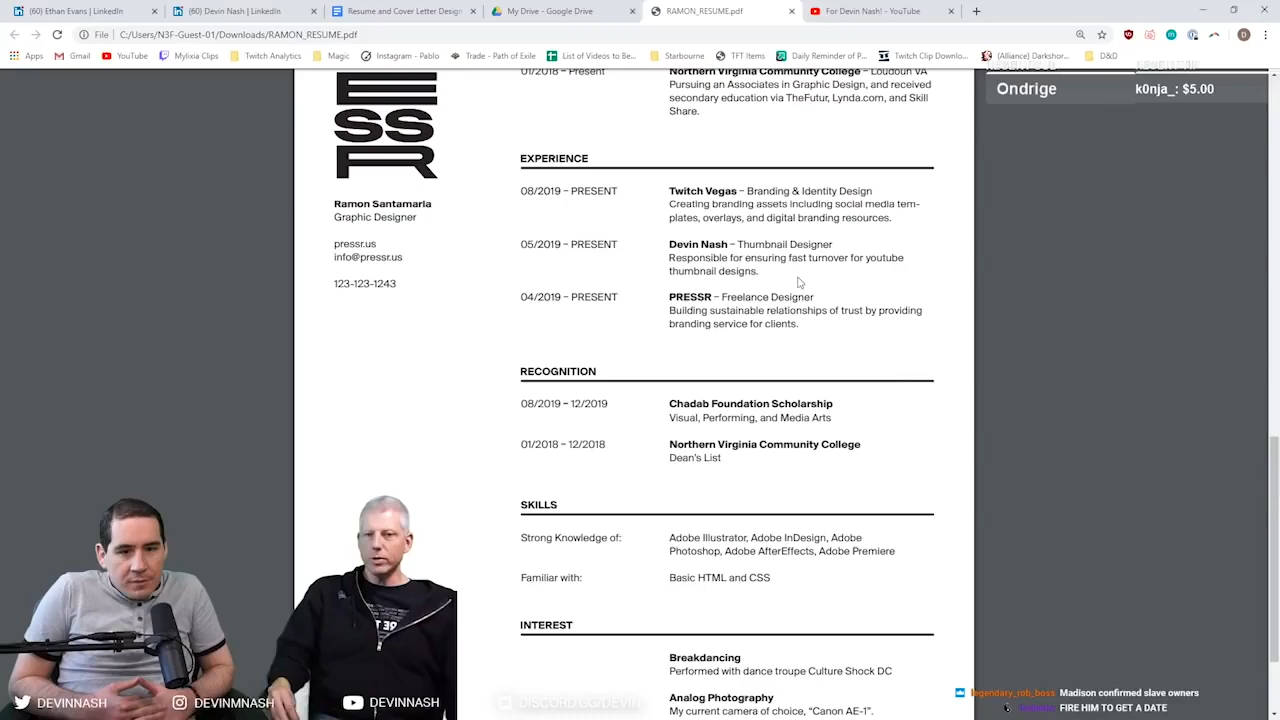 (60) Ethan Evans | LinkedIn
(60) Devin Nash | LinkedIn
Resume and Cover Letter Design
My Drive - Google Drive
RAMON_RESUME.pdf
For Devin Nash! - YouTube
File | C:/Users/N3F-Guest-01/Downloads/RAMON_RESUME.pdf
Apps
Gmail
YouTube
Mylixia Clips
Twitch Analytics
Magic
Instagram - Pablo
Trade - Path of Exile
List of Videos to Be...
Starbourne
TFT Items
Daily Reminder of P...
Twitch Clip Downlo...
(Alliance) Darkshor...
D&D
E
SS
R
Ramon Santamaria
Graphic Designer
pressr.us
info@pressr.us
123-123-1243
01/2018 – Present
Northern Virginia Community College – Loudoun VA
Pursuing an Associates in Graphic Design, and received
secondary education via TheFutur, Lynda.com, and Skill
Share.
EXPERIENCE
08/2019 – PRESENT
Twitch Vegas – Branding & Identity Design
Creating branding assets including social media tem-
plates, overlays, and digital branding resources.
05/2019 – PRESENT
Devin Nash – Thumbnail Designer
Responsible for ensuring fast turnover for youtube
thumbnail designs.
04/2019 – PRESENT
PRESSR – Freelance Designer
Building sustainable relationships of trust by providing
branding service for clients.
RECOGNITION
08/2019 – 12/2019
Chadab Foundation Scholarship
Visual, Performing, and Media Arts
01/2018 – 12/2018
Northern Virginia Community College
Dean's List
SKILLS
Strong Knowledge of:
Adobe Illustrator, Adobe InDesign, Adobe
Photoshop, Adobe AfterEffects, Adobe Premiere
Familiar with:
Basic HTML and CSS
INTEREST
Breakdancing
Performed with dance troupe Culture Shock DC
Analog Photography
My current camera of choice, “Canon AE-1”.
Ondrige
k0nja_: $5.00
DEVINNASH
DEVINNMASH
DEVINNASH
DISCORD.GG/DEVIN
legendary_rob_boss Madison confirmed slave owners
FIRE HIM TO GET A DATE